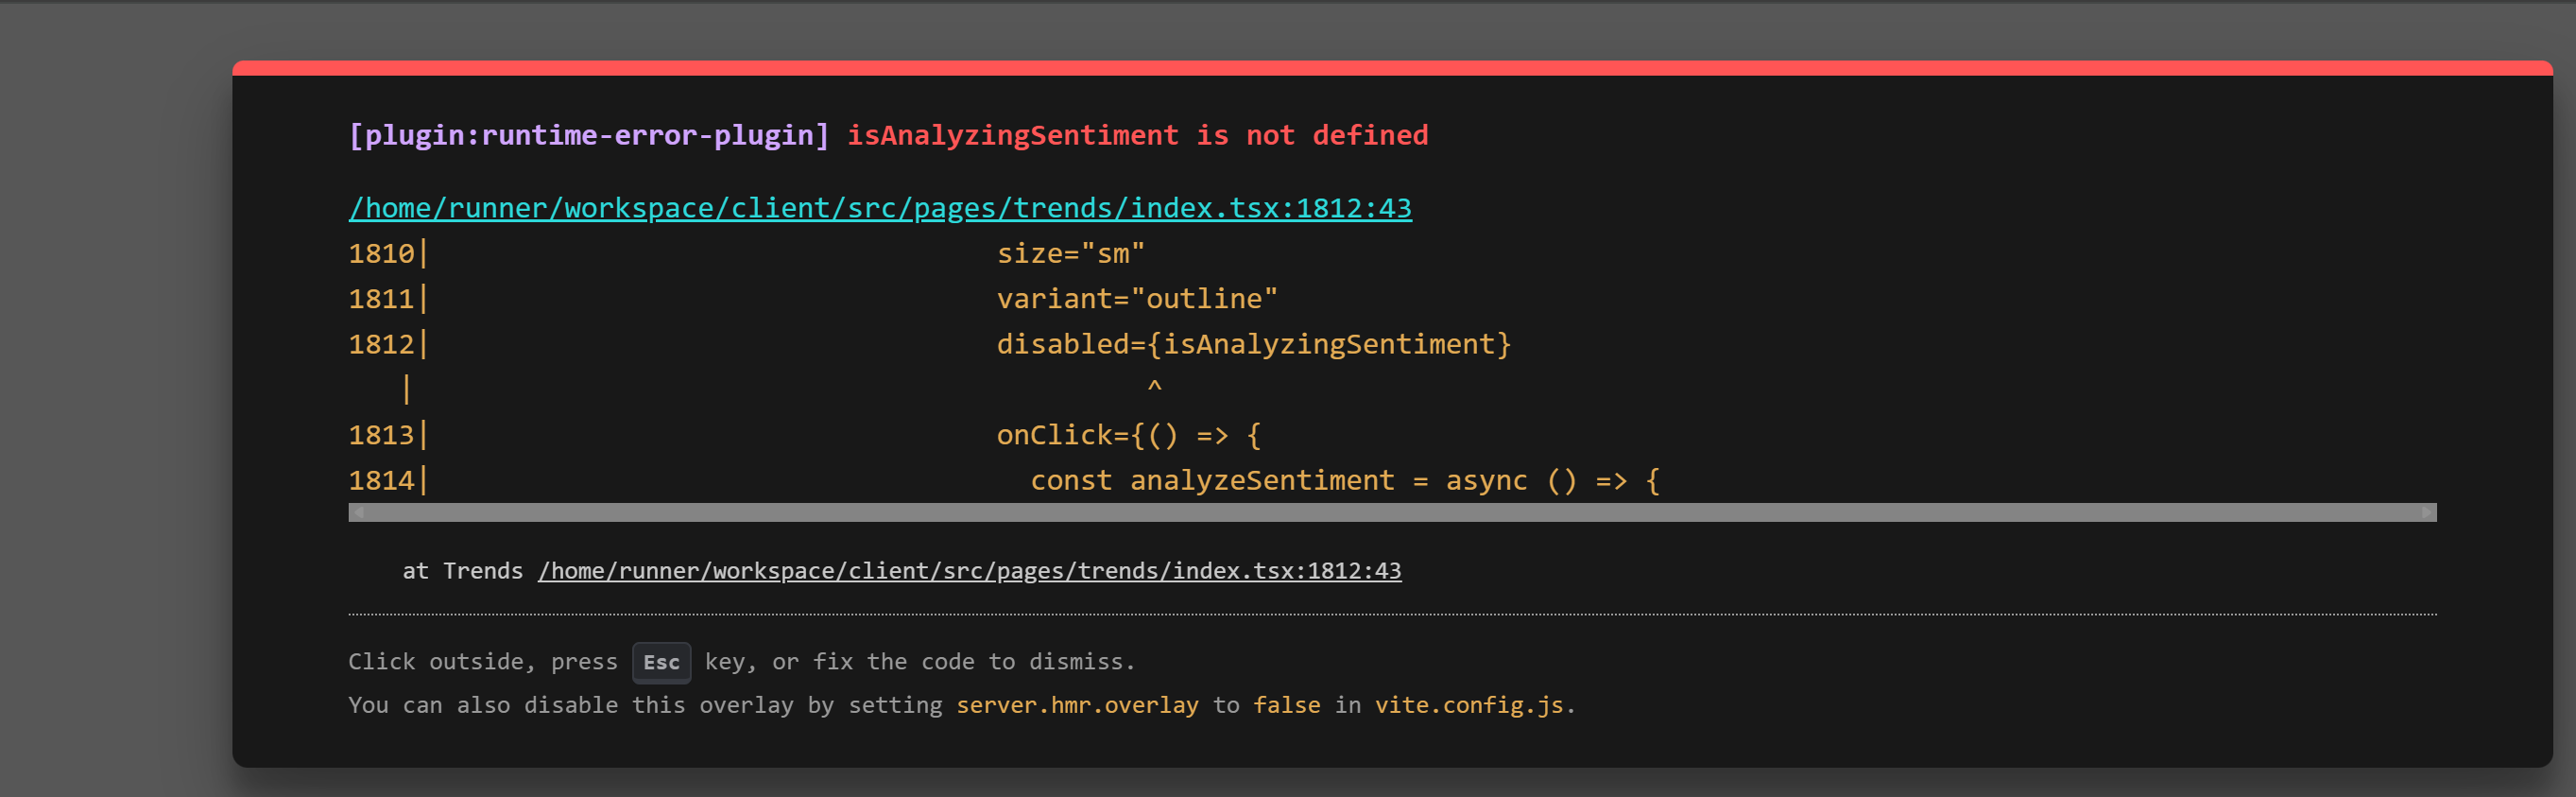 [plugin:runtime-error-plugin] isAnalyzingSentiment is not defined
/home/runner/workspace/client/src/pages/trends/index.tsx:1812:43
1810|                                   size="sm"
1811|                                   variant="outline"
1812|                                   disabled={isAnalyzingSentiment}
   |                                            ^
1813|                                   onClick={() => {
1814|                                     const analyzeSentiment = async () => {
    at Trends /home/runner/workspace/client/src/pages/trends/index.tsx:1812:43
Click outside, press Esc key, or fix the code to dismiss.
You can also disable this overlay by setting server.hmr.overlay to false in vite.config.js.